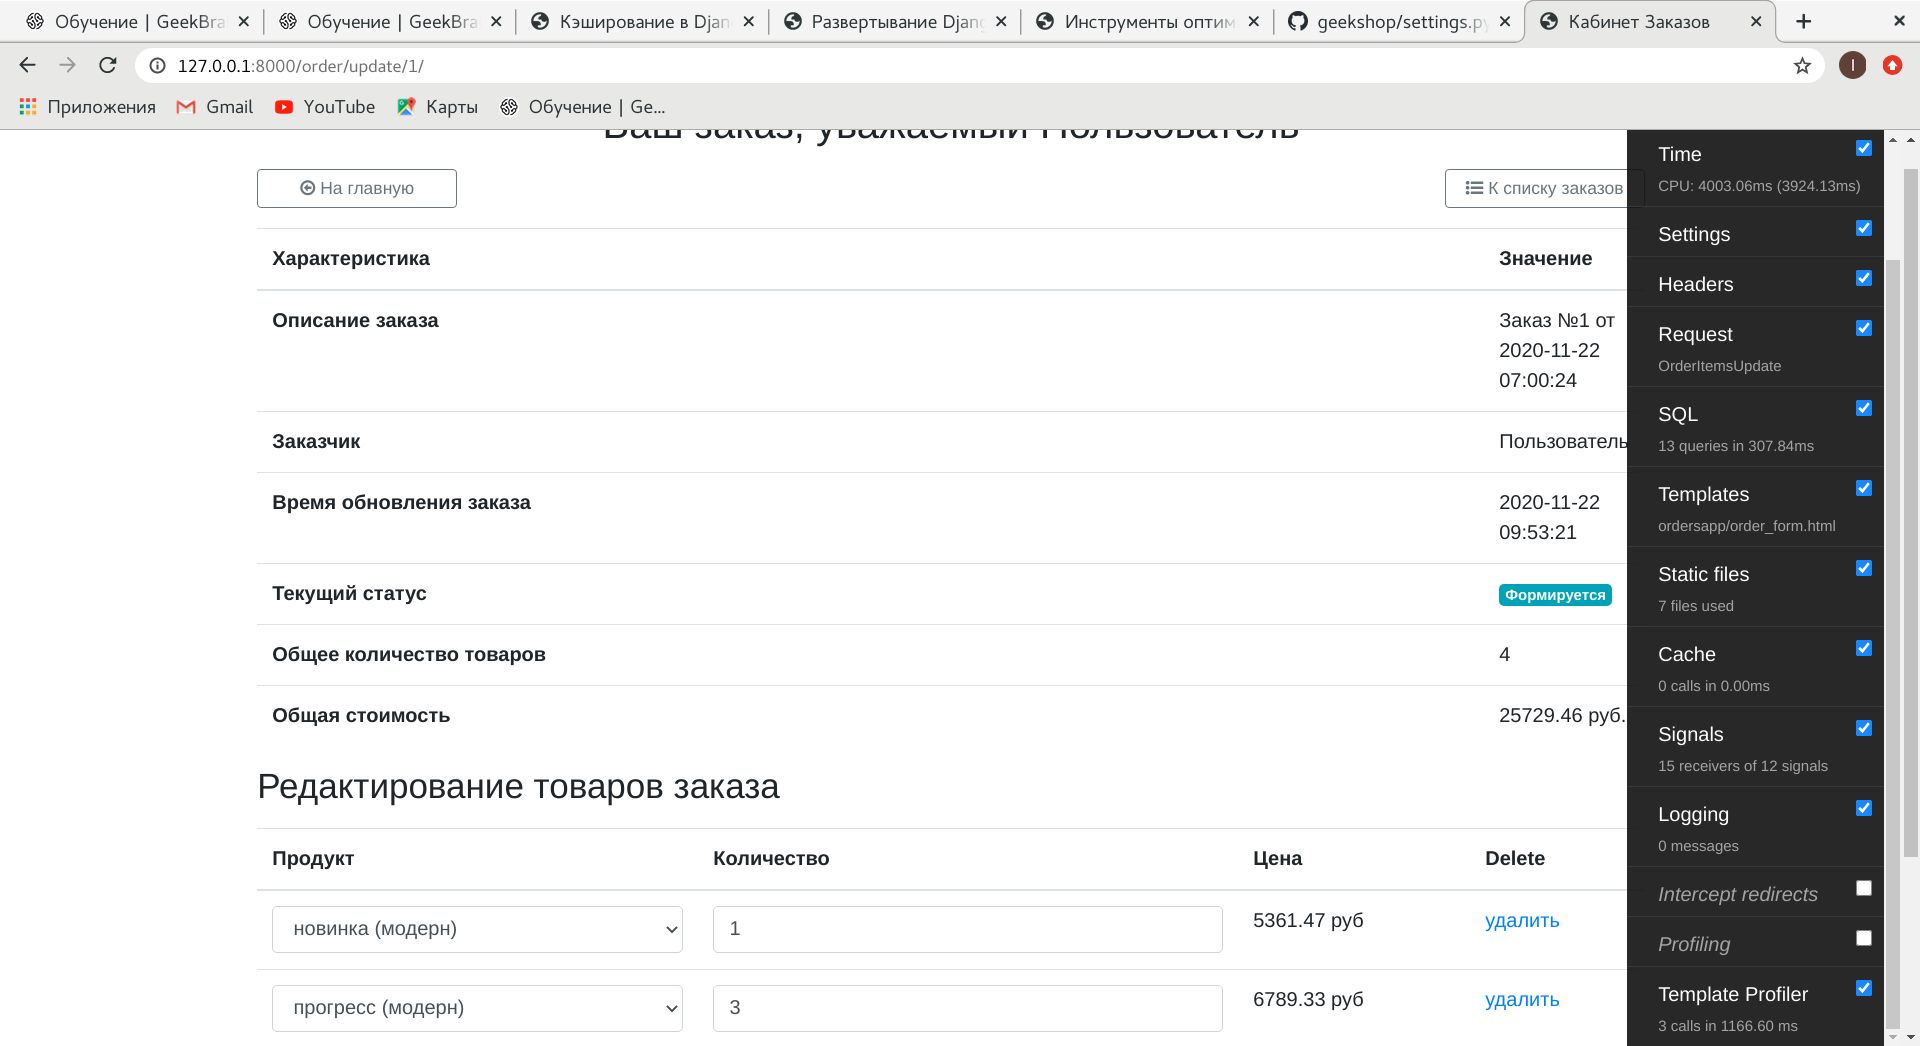 Обучение | GeekBra
Обучение | GeekBra
Кэширование в Djan
Развертывание Djang
Инструменты оптим
geekshop/settings.py
Кабинет Заказов
127.0.0.1:8000/order/update/1/
I
Приложения
Gmail
YouTube
Карты
Обучение | Ge...
Ваш заказ, уважаемый Пользователь
На главную
К списку заказов
Характеристика Значение
Описание заказа Заказ №1 от
2020-11-22
07:00:24
Заказчик Пользователь
Время обновления заказа 2020-11-22
09:53:21
Текущий статус Формируется
Общее количество товаров 4
Общая стоимость 25729.46 руб.
Редактирование товаров заказа
Продукт Количество Цена Delete
новинка (модерн) 1 5361.47 руб удалить
прогресс (модерн) 3 6789.33 руб удалить
Time
CPU: 4003.06ms (3924.13ms)
Settings
Headers
Request
OrderItemsUpdate
SQL
13 queries in 307.84ms
Templates
ordersapp/order_form.html
Static files
7 files used
Cache
0 calls in 0.00ms
Signals
15 receivers of 12 signals
Logging
0 messages
Intercept redirects
Profiling
Template Profiler
3 calls in 1166.60 ms